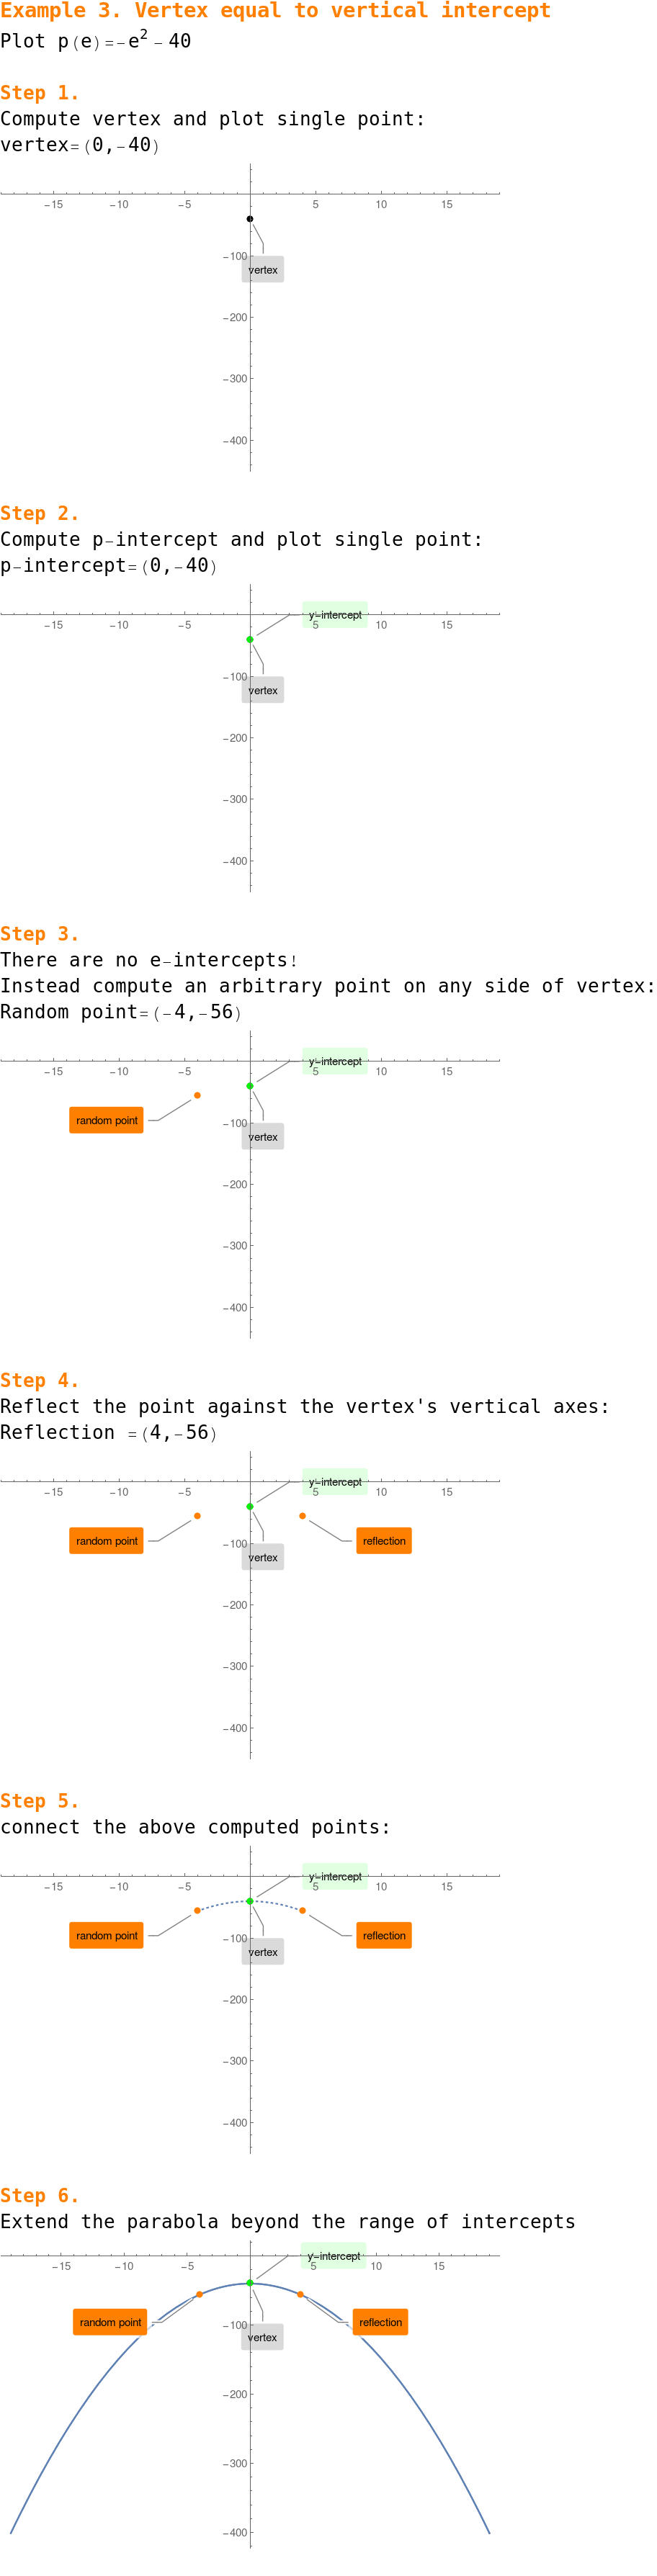 Example 3. Vertex equal to vertical intercept
Plot p(e)=-e² - 40
Step 1.
Compute vertex and plot single point:
vertex=(0,-40)
-15 -10 -5 5 10 15
-100
vertex
-200
-300
-400
Step 2.
Compute p-intercept and plot single point:
p-intercept=(0,-40)
y-intercept
-15 -10 -5 5 10 15
-100
vertex
-200
-300
-400
Step 3.
There are no e-intercepts!
Instead compute an arbitrary point on any side of vertex:
Random point=(-4,-56)
y-intercept
-15 -10 -5 5 10 15
random point
-100
vertex
-200
-300
-400
Step 4.
Reflect the point against the vertex's vertical axes:
Reflection =(4,-56)
y-intercept
-15 -10 -5 5 10 15
random point reflection
-100
vertex
-200
-300
-400
Step 5.
connect the above computed points:
y-intercept
-15 -10 -5 5 10 15
random point reflection
-100
vertex
-200
-300
-400
Step 6.
Extend the parabola beyond the range of intercepts
y-intercept
-15 -10 -5 5 10 15
random point reflection
-100
vertex
-200
-300
-400